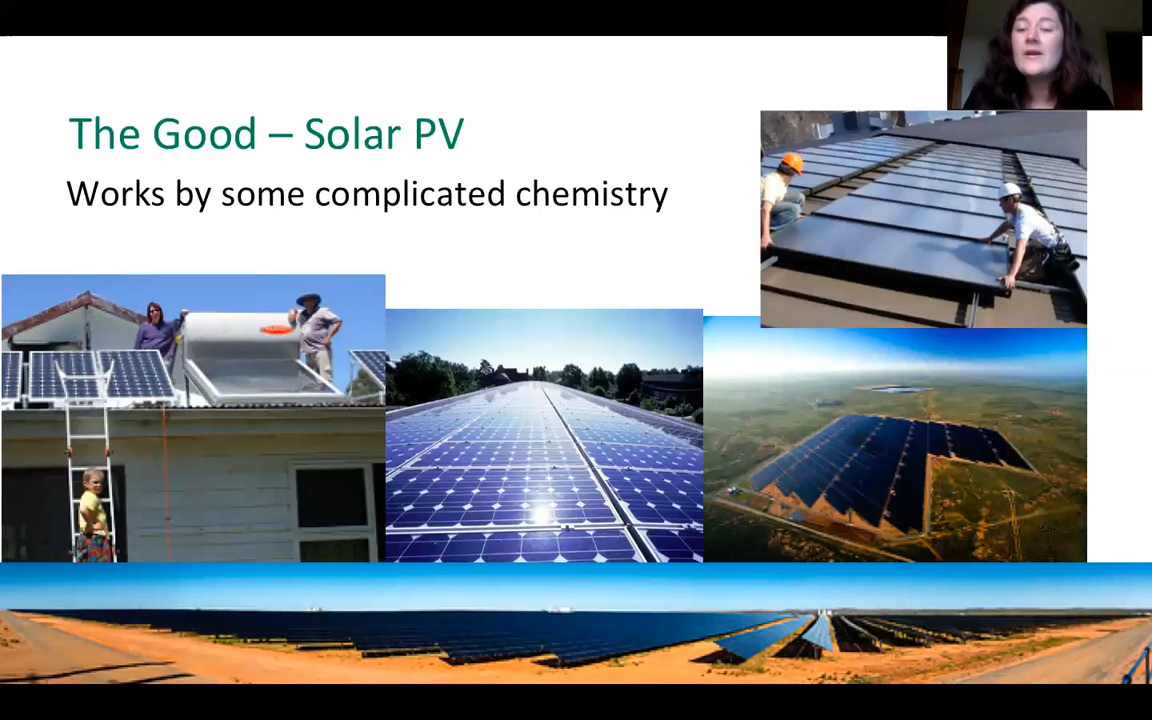 The Good – Solar PV
Works by some complicated chemistry